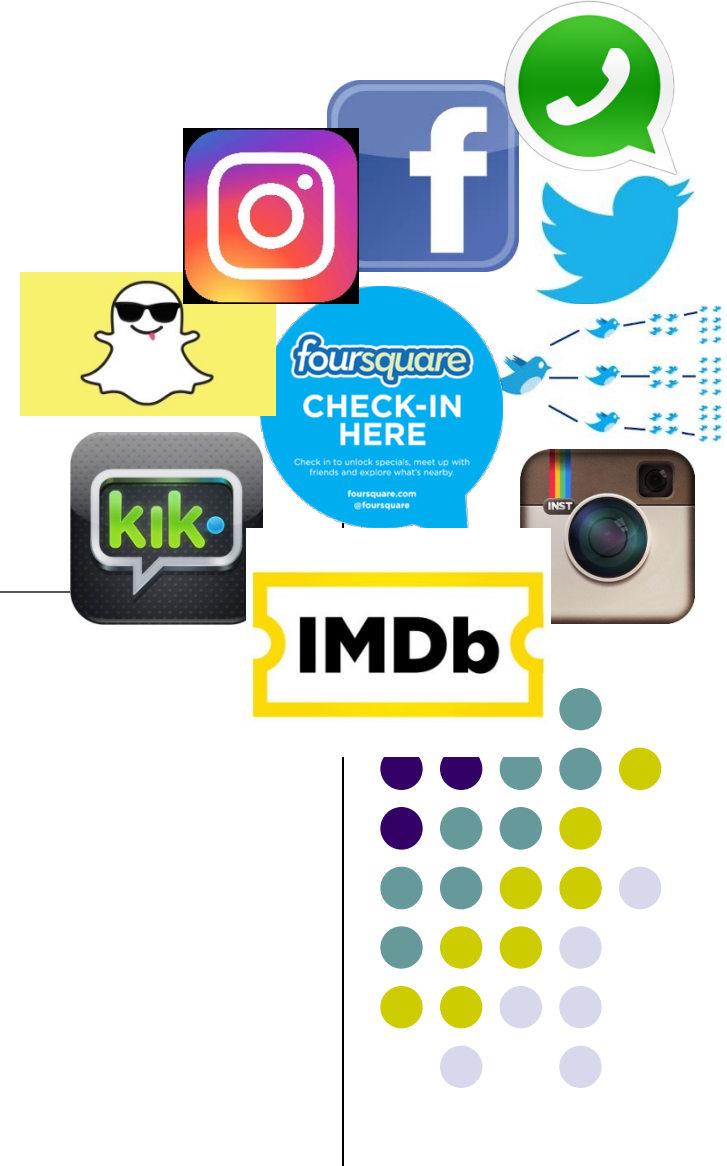 f
foursquare
CHECK-IN
HERE
Check in to unlock specials, meet up with
friends and explore what's nearby.
foursquare.com
@foursquare
kik
INST
IMDb